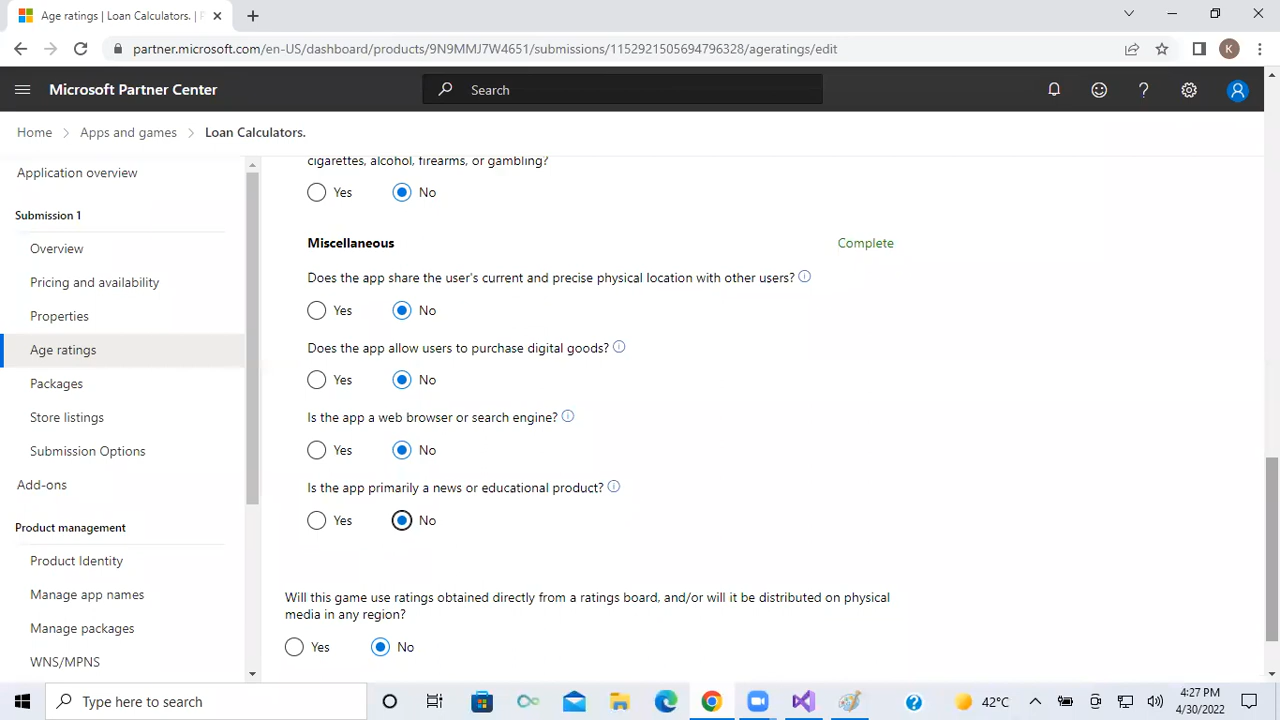 Age ratings | Loan Calculators. | P
partner.microsoft.com/en-US/dashboard/products/9N9MMJ7W4651/submissions/1152921505694796328/ageratings/edit
K
Microsoft Partner Center
Search
Home > Apps and games > Loan Calculators.
Application overview
Submission 1
Overview
Pricing and availability
Properties
Age ratings
Packages
Store listings
Submission Options
Add-ons
Product management
Product Identity
Manage app names
Manage packages
WNS/MPNS
cigarettes, alcohol, firearms, or gambling?
Yes No
Miscellaneous Complete
Does the app share the user's current and precise physical location with other users?
Yes No
Does the app allow users to purchase digital goods?
Yes No
Is the app a web browser or search engine?
Yes No
Is the app primarily a news or educational product?
Yes No
Will this game use ratings obtained directly from a ratings board, and/or will it be distributed on physical
media in any region?
Yes No
Type here to search
42°C
4:27 PM
4/30/2022